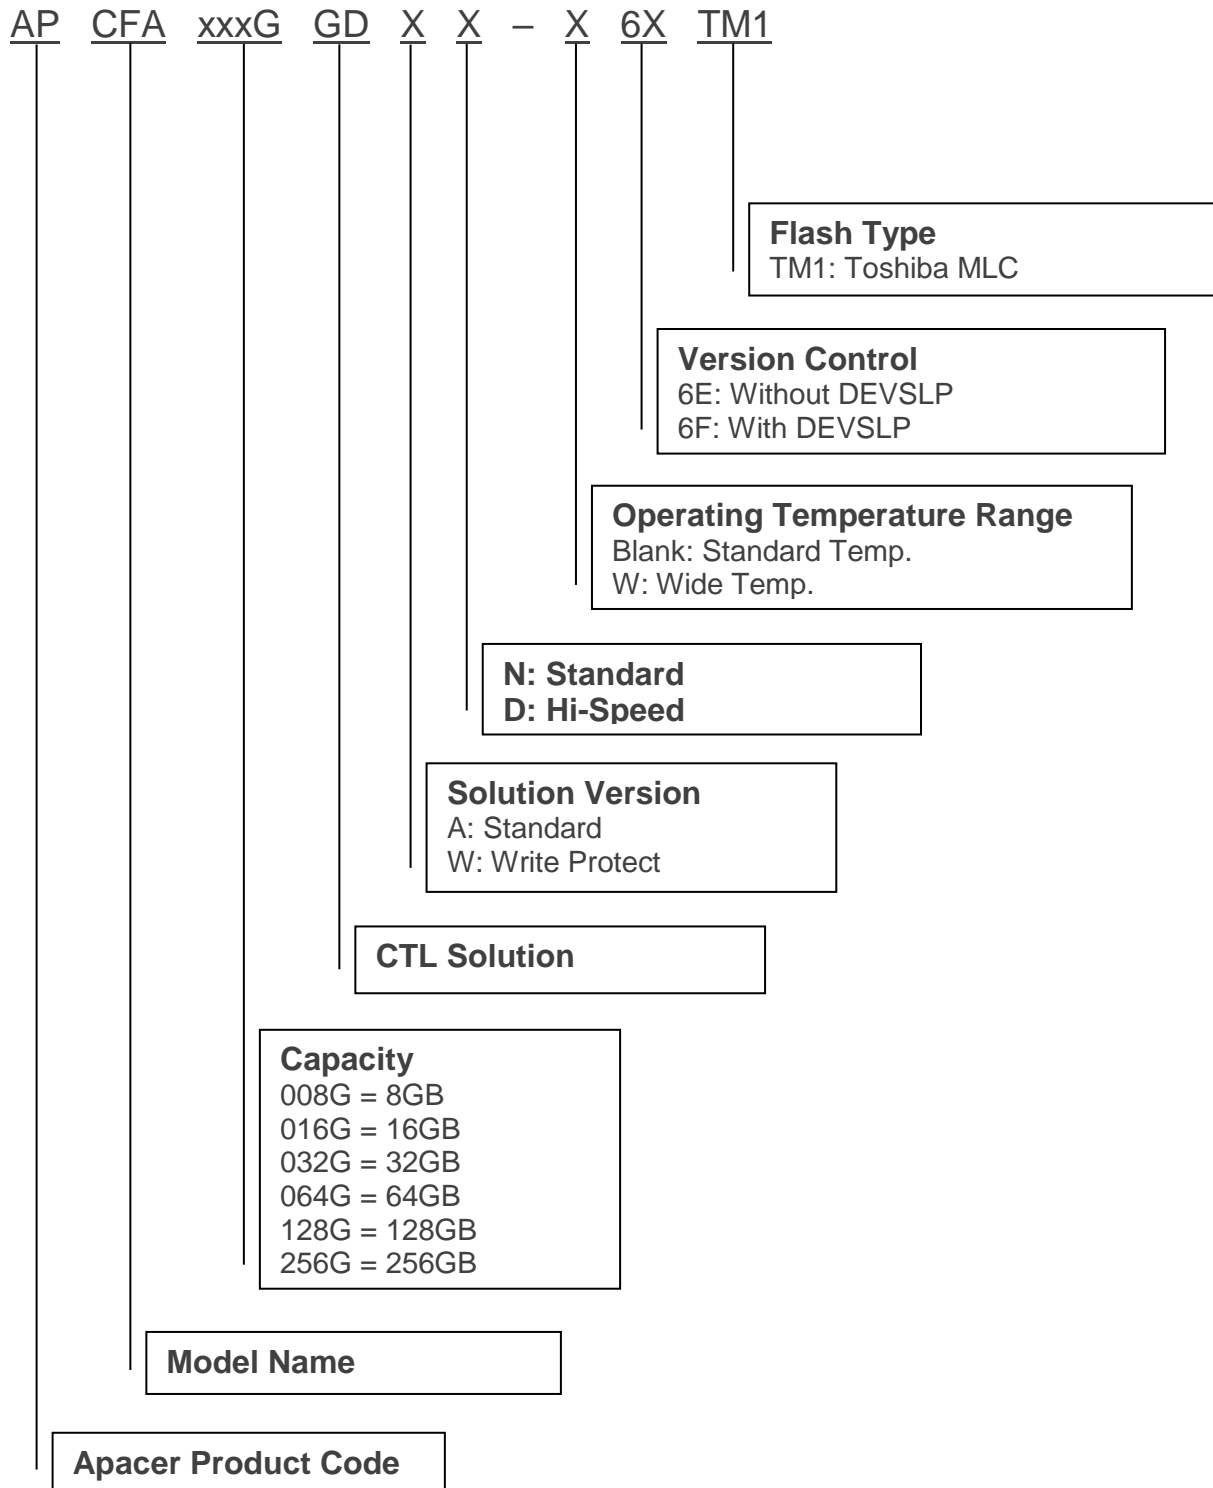 AP CFA xxxG GD X X – X 6X TM1
Flash Type
TM1: Toshiba MLC
Version Control
6E: Without DEVSLP
6F: With DEVSLP
Operating Temperature Range
Blank: Standard Temp.
W: Wide Temp.
N: Standard
D: Hi-Speed
Solution Version
A: Standard
W: Write Protect
CTL Solution
Capacity
008G = 8GB
016G = 16GB
032G = 32GB
064G = 64GB
128G = 128GB
256G = 256GB
Model Name
Apacer Product Code